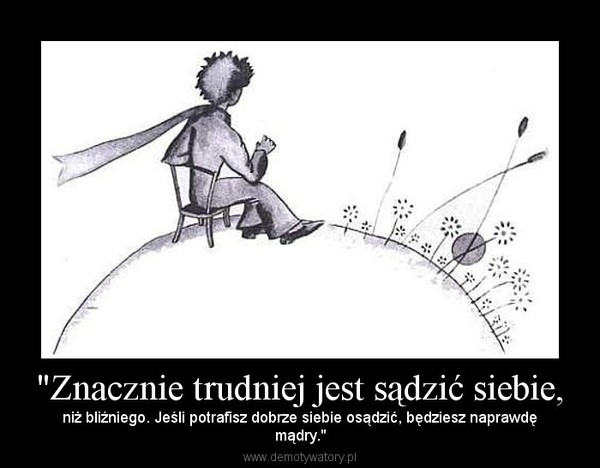 "Znacznie trudniej jest sądzić siebie,
niż bliźniego. Jeśli potrafisz dobrze siebie osądzić, będziesz naprawdę
mądry."
www.demotywatory.pl